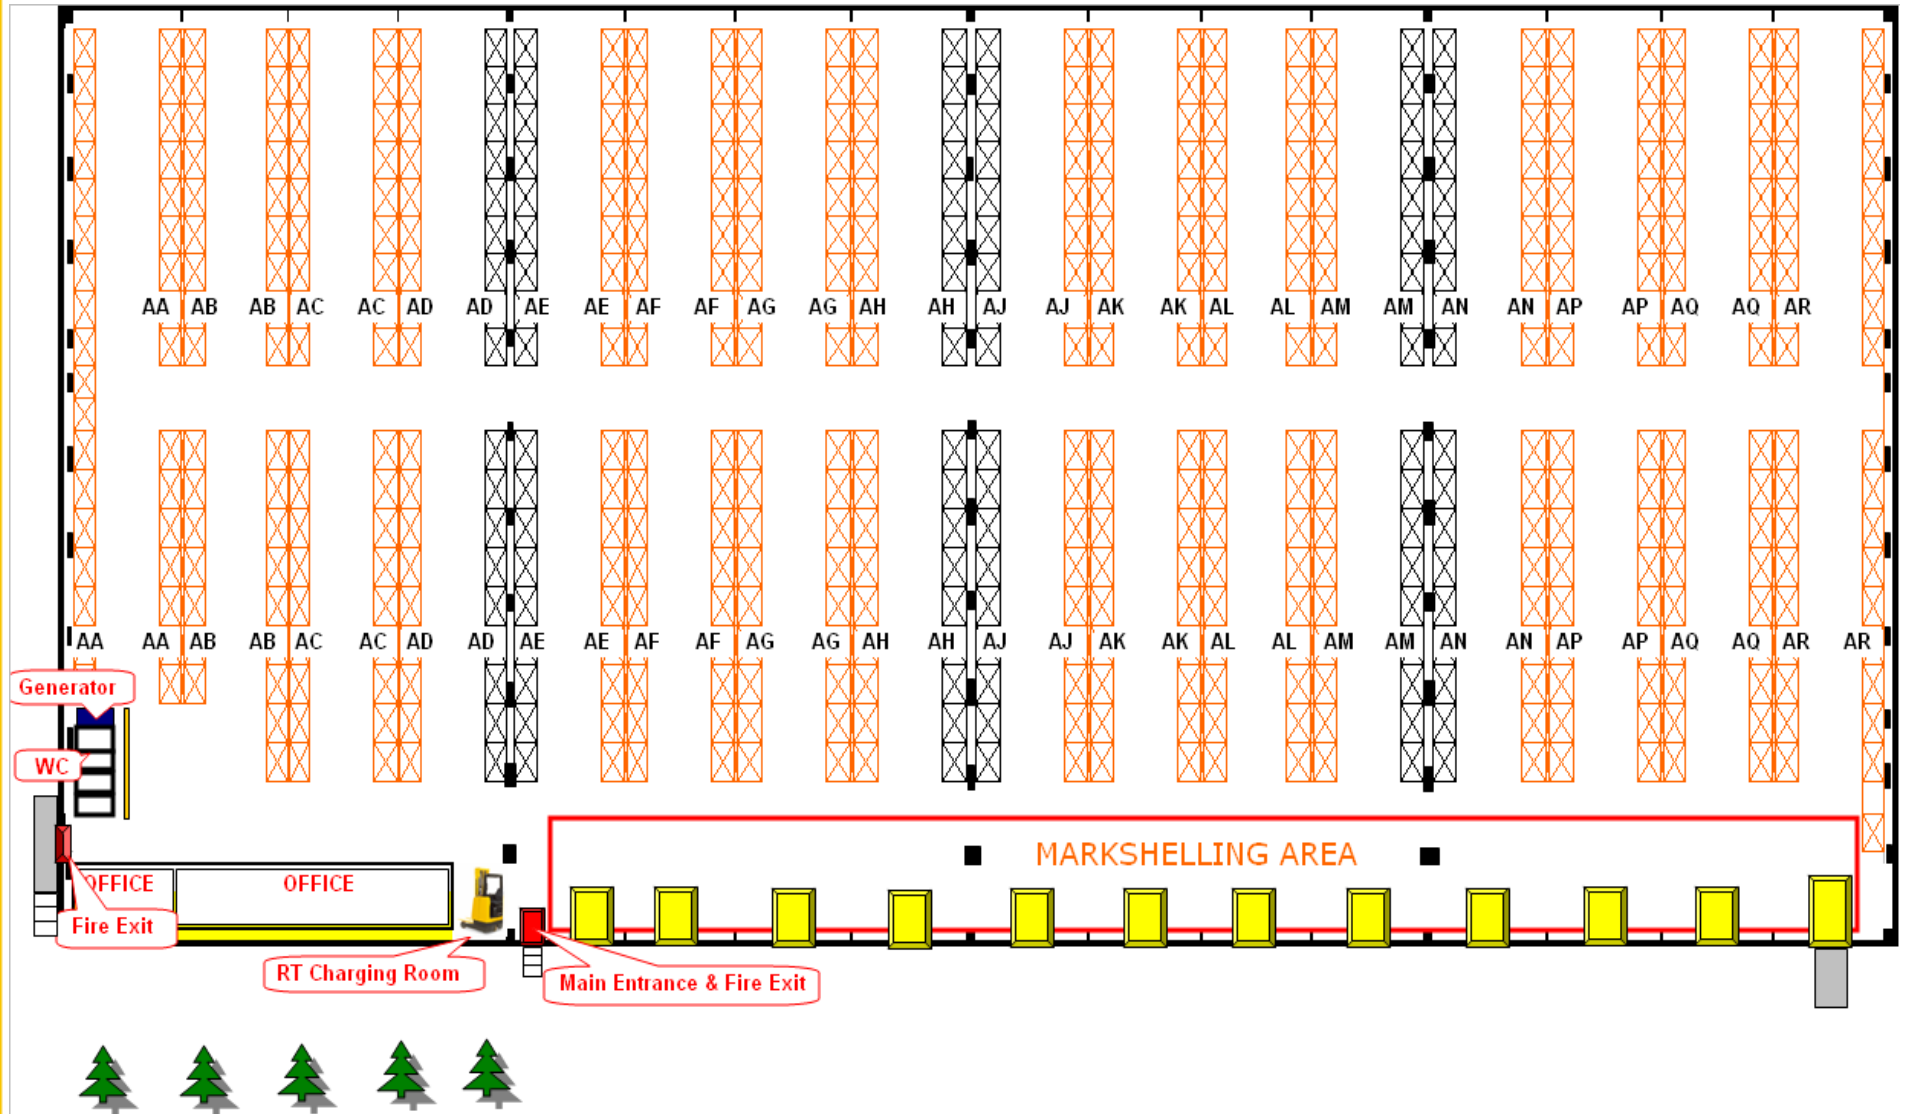 AA AB AB AC AC AD AD AE AE AF AF AG AG AH AH AJ AJ AK AK AL AL AM AM AN AN AP AP AQ AQ AR
AA AA AB AB AC AC AD AD AE AE AF AF AG AG AH AH AJ AJ AK AK AL AL AM AM AN AN AP AP AQ AQ AR AR
Generator
WC
MARKSHELLING AREA
OFFICE OFFICE
Fire Exit
RT Charging Room
Main Entrance & Fire Exit